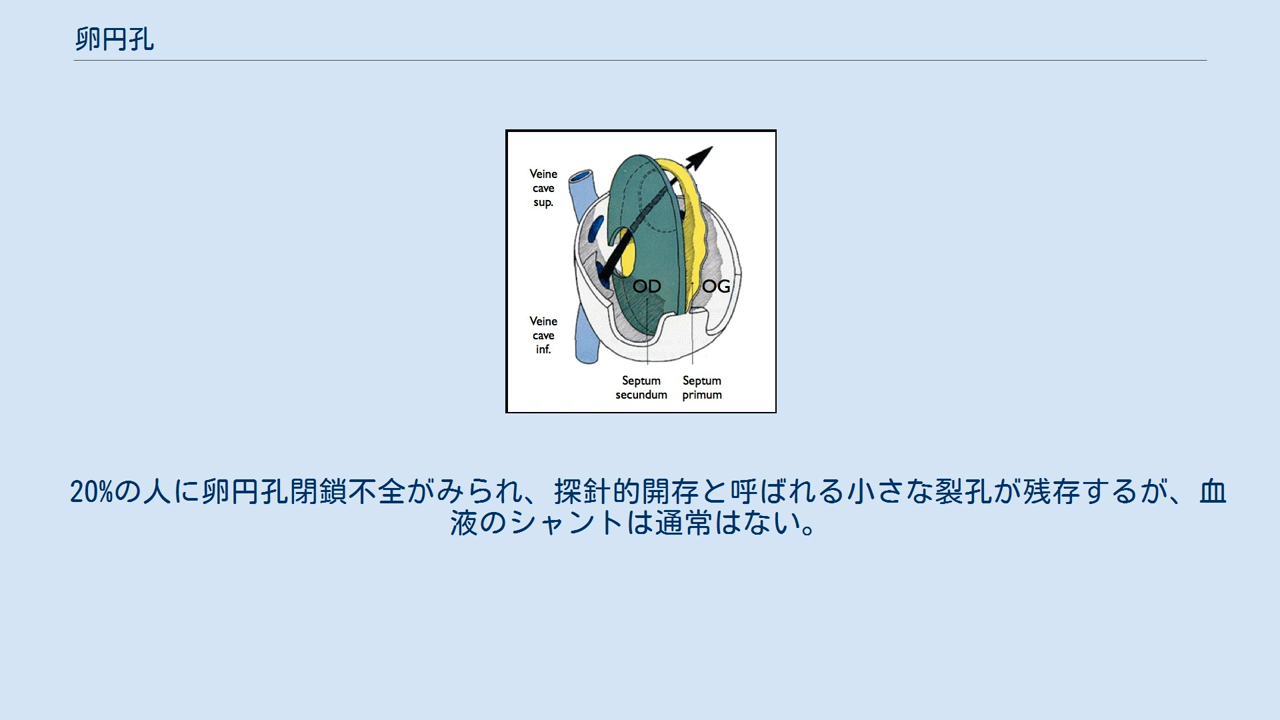 卵円孔
Veine
cave
sup.
OD
OG
Veine
cave
inf.
Septum
secundum
Septum
primum
20%の人に卵円孔閉鎖不全がみられ、探針的開存と呼ばれる小さな裂孔が残存するが、血
液のシャントは通常はない。